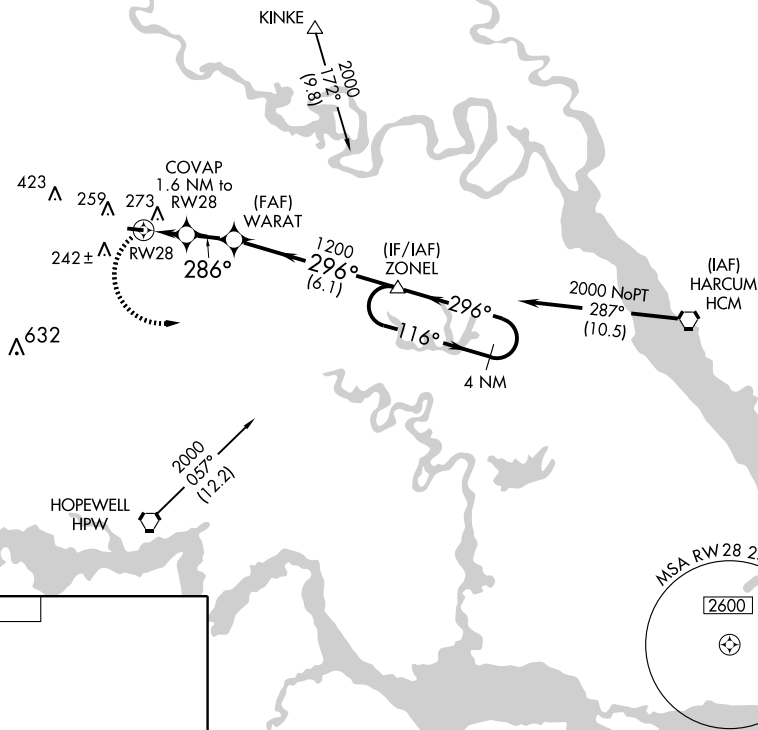 KINKE
2000
172°
(9.8)
COVAP
1.6 NM to
RW28
(FAF)
WARAT
423
259
273
242±
RW28
286°
1200
296°
(6.1)
(IF/IAF)
ZONEL
296°
116°
4 NM
2000 NoPT
287°
(10.5)
(IAF)
HARCUM
HCM
632
2000
057°
(12.2)
HOPEWELL
HPW
MSA RW 28 2
2600